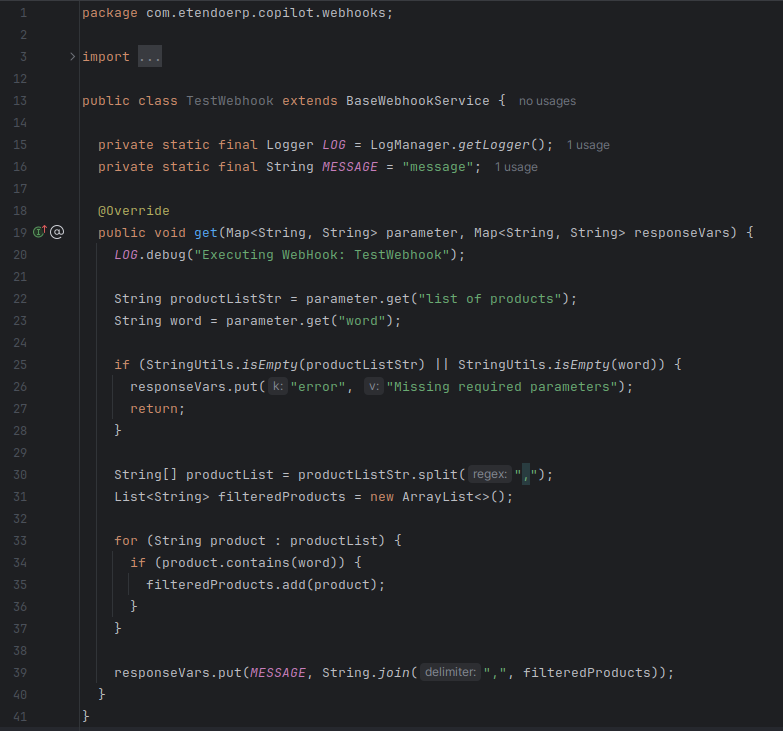 1 package com.etendoerp.copilot.webhooks;
2
3 > import ...
12
13 public class TestWebhook extends BaseWebhookService { no usages
14
15 private static final Logger LOG = LogManager.getLogger(); 1 usage
16 private static final String MESSAGE = "message"; 1 usage
17
18 @Override
19 public void get(Map<String, String> parameter, Map<String, String> responseVars) {
20 LOG.debug("Executing WebHook: TestWebhook");
21
22 String productListStr = parameter.get("list of products");
23 String word = parameter.get("word");
24
25 if (StringUtils.isEmpty(productListStr) || StringUtils.isEmpty(word)) {
26 responseVars.put( k: "error", v: "Missing required parameters");
27 return;
28 }
29
30 String[] productList = productListStr.split( regex: ",");
31 List<String> filteredProducts = new ArrayList<>();
32
33 for (String product : productList) {
34 if (product.contains(word)) {
35 filteredProducts.add(product);
36 }
37 }
38
39 responseVars.put(MESSAGE, String.join( delimiter: ",", filteredProducts));
40 }
41 }